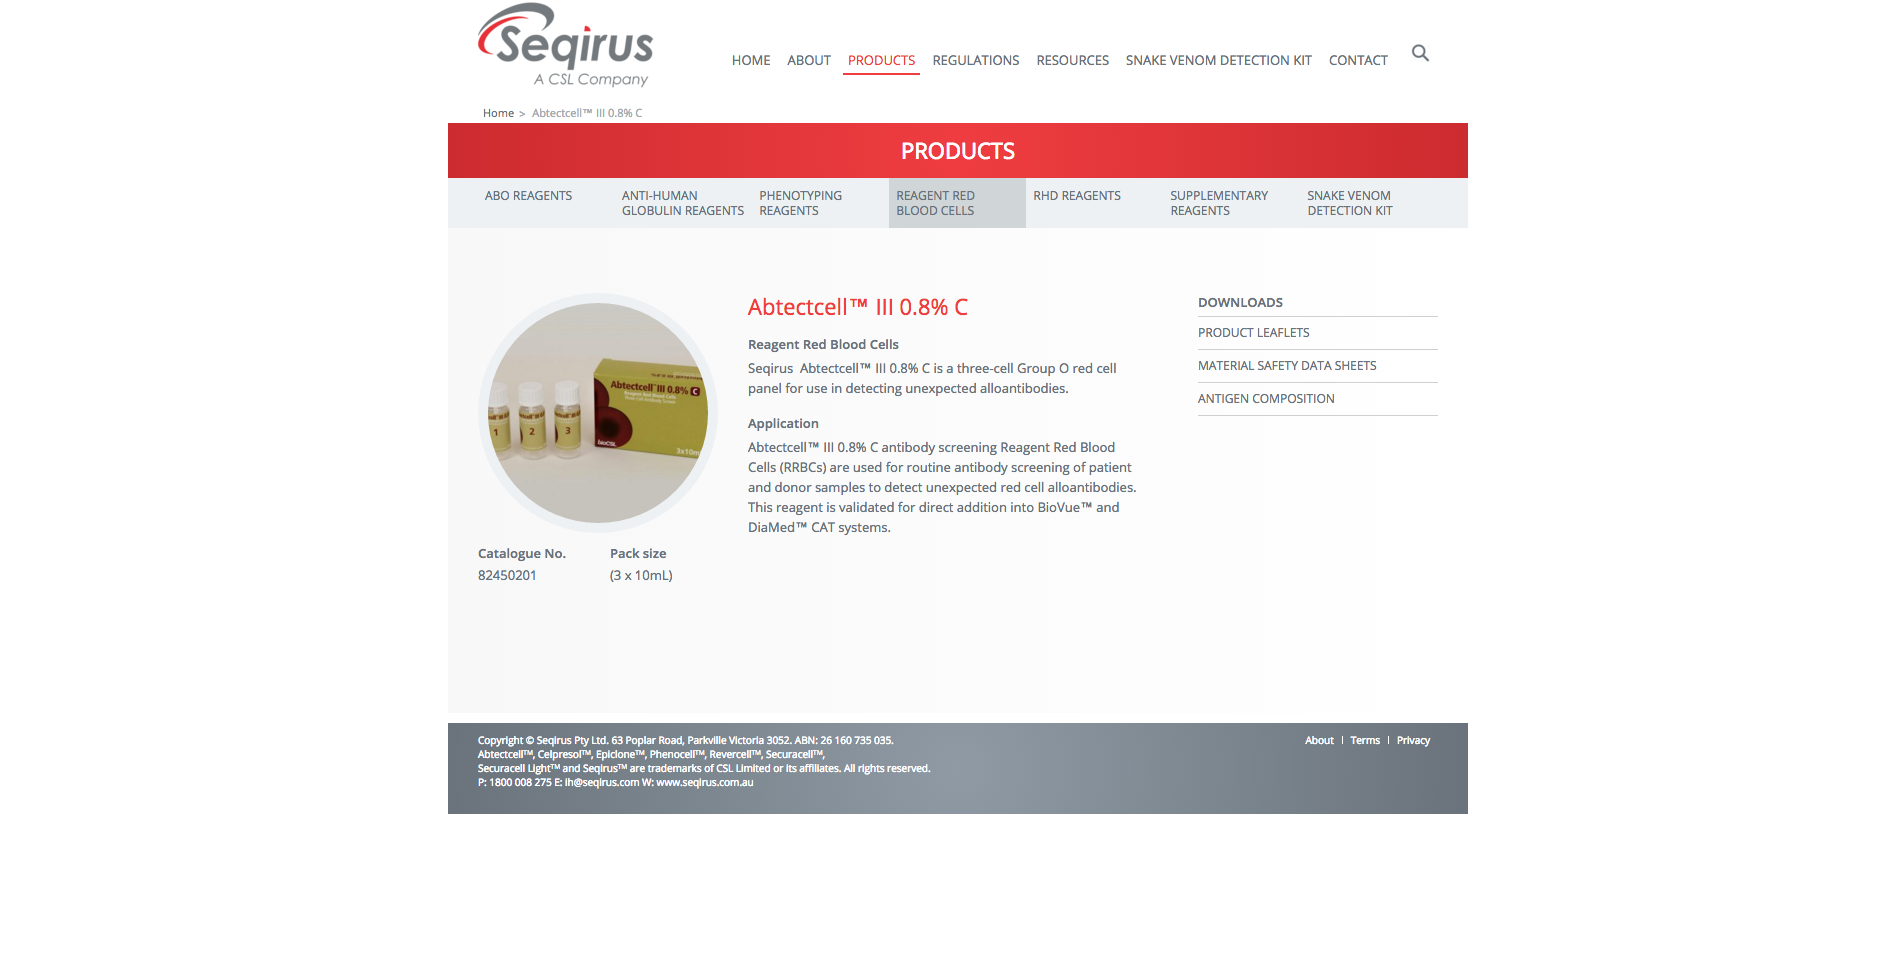 Seqirus
A CSL Company
HOME ABOUT PRODUCTS REGULATIONS RESOURCES SNAKE VENOM DETECTION KIT CONTACT
Home > Abtectcell™ III 0.8% C
PRODUCTS
ABO REAGENTS
ANTI-HUMAN
GLOBULIN REAGENTS
PHENOTYPING
REAGENTS
REAGENT RED
BLOOD CELLS
RHD REAGENTS
SUPPLEMENTARY
REAGENTS
SNAKE VENOM
DETECTION KIT
Abtectcell™ III 0.8% C
Reagent Red Blood Cells
1
2
3
bioCSL
3x10m
Catalogue No.
82450201
Pack size
(3 x 10mL)
Abtectcell™ III 0.8% C
Reagent Red Blood Cells
Seqirus Abtectcell™ III 0.8% C is a three-cell Group O red cell
panel for use in detecting unexpected alloantibodies.
Application
Abtectcell™ III 0.8% C antibody screening Reagent Red Blood
Cells (RRBCs) are used for routine antibody screening of patient
and donor samples to detect unexpected red cell alloantibodies.
This reagent is validated for direct addition into BioVue™ and
DiaMed™ CAT systems.
DOWNLOADS
PRODUCT LEAFLETS
MATERIAL SAFETY DATA SHEETS
ANTIGEN COMPOSITION
Copyright © Seqirus Pty Ltd. 63 Poplar Road, Parkville Victoria 3052. ABN: 26 160 735 035.
Abtectcell™, Celpresol™, Epiclone™, Phenocell™, Revercell™, Securacell™,
Securacell Light™ and Seqirus™ are trademarks of CSL Limited or its affiliates. All rights reserved.
P: 1800 008 275 E: ih@seqirus.com W: www.seqirus.com.au
About | Terms | Privacy